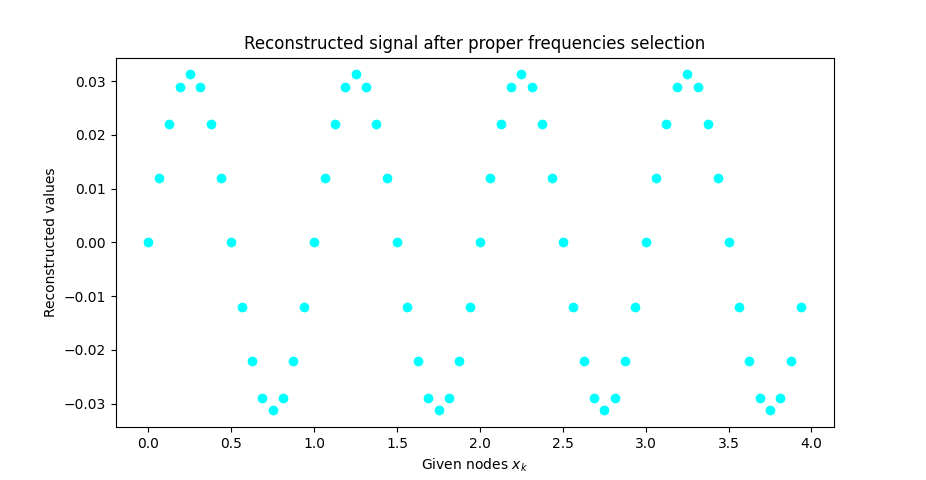 Reconstructed signal after proper frequencies selection
0.03
0.02
0.01
0.00
−0.01
−0.02
−0.03
Reconstructed values
0.0 0.5 1.0 1.5 2.0 2.5 3.0 3.5 4.0
Given nodes xₖ